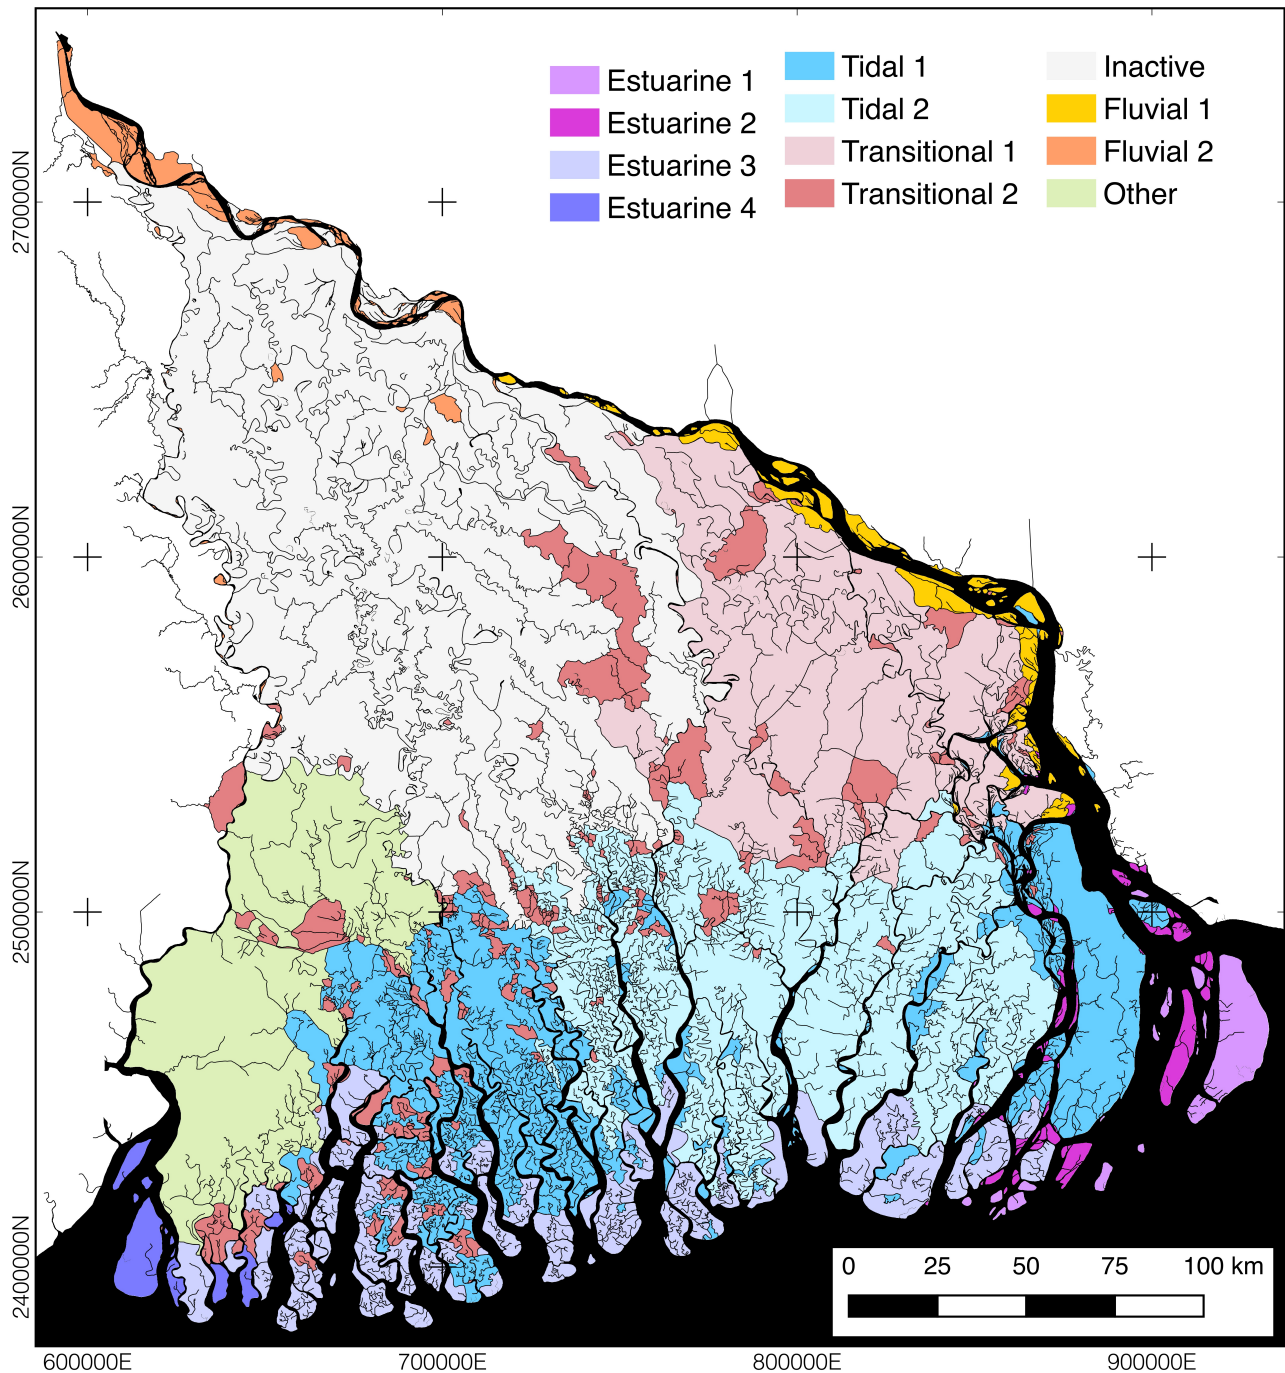 Estuarine 1
Estuarine 2
Estuarine 3
Estuarine 4
Tidal 1
Tidal 2
Transitional 1
Transitional 2
Inactive
Fluvial 1
Fluvial 2
Other
2700000N
2600000N
2500000N
2400000N
0 25 50 75 100 km
600000E 700000E 800000E 900000E